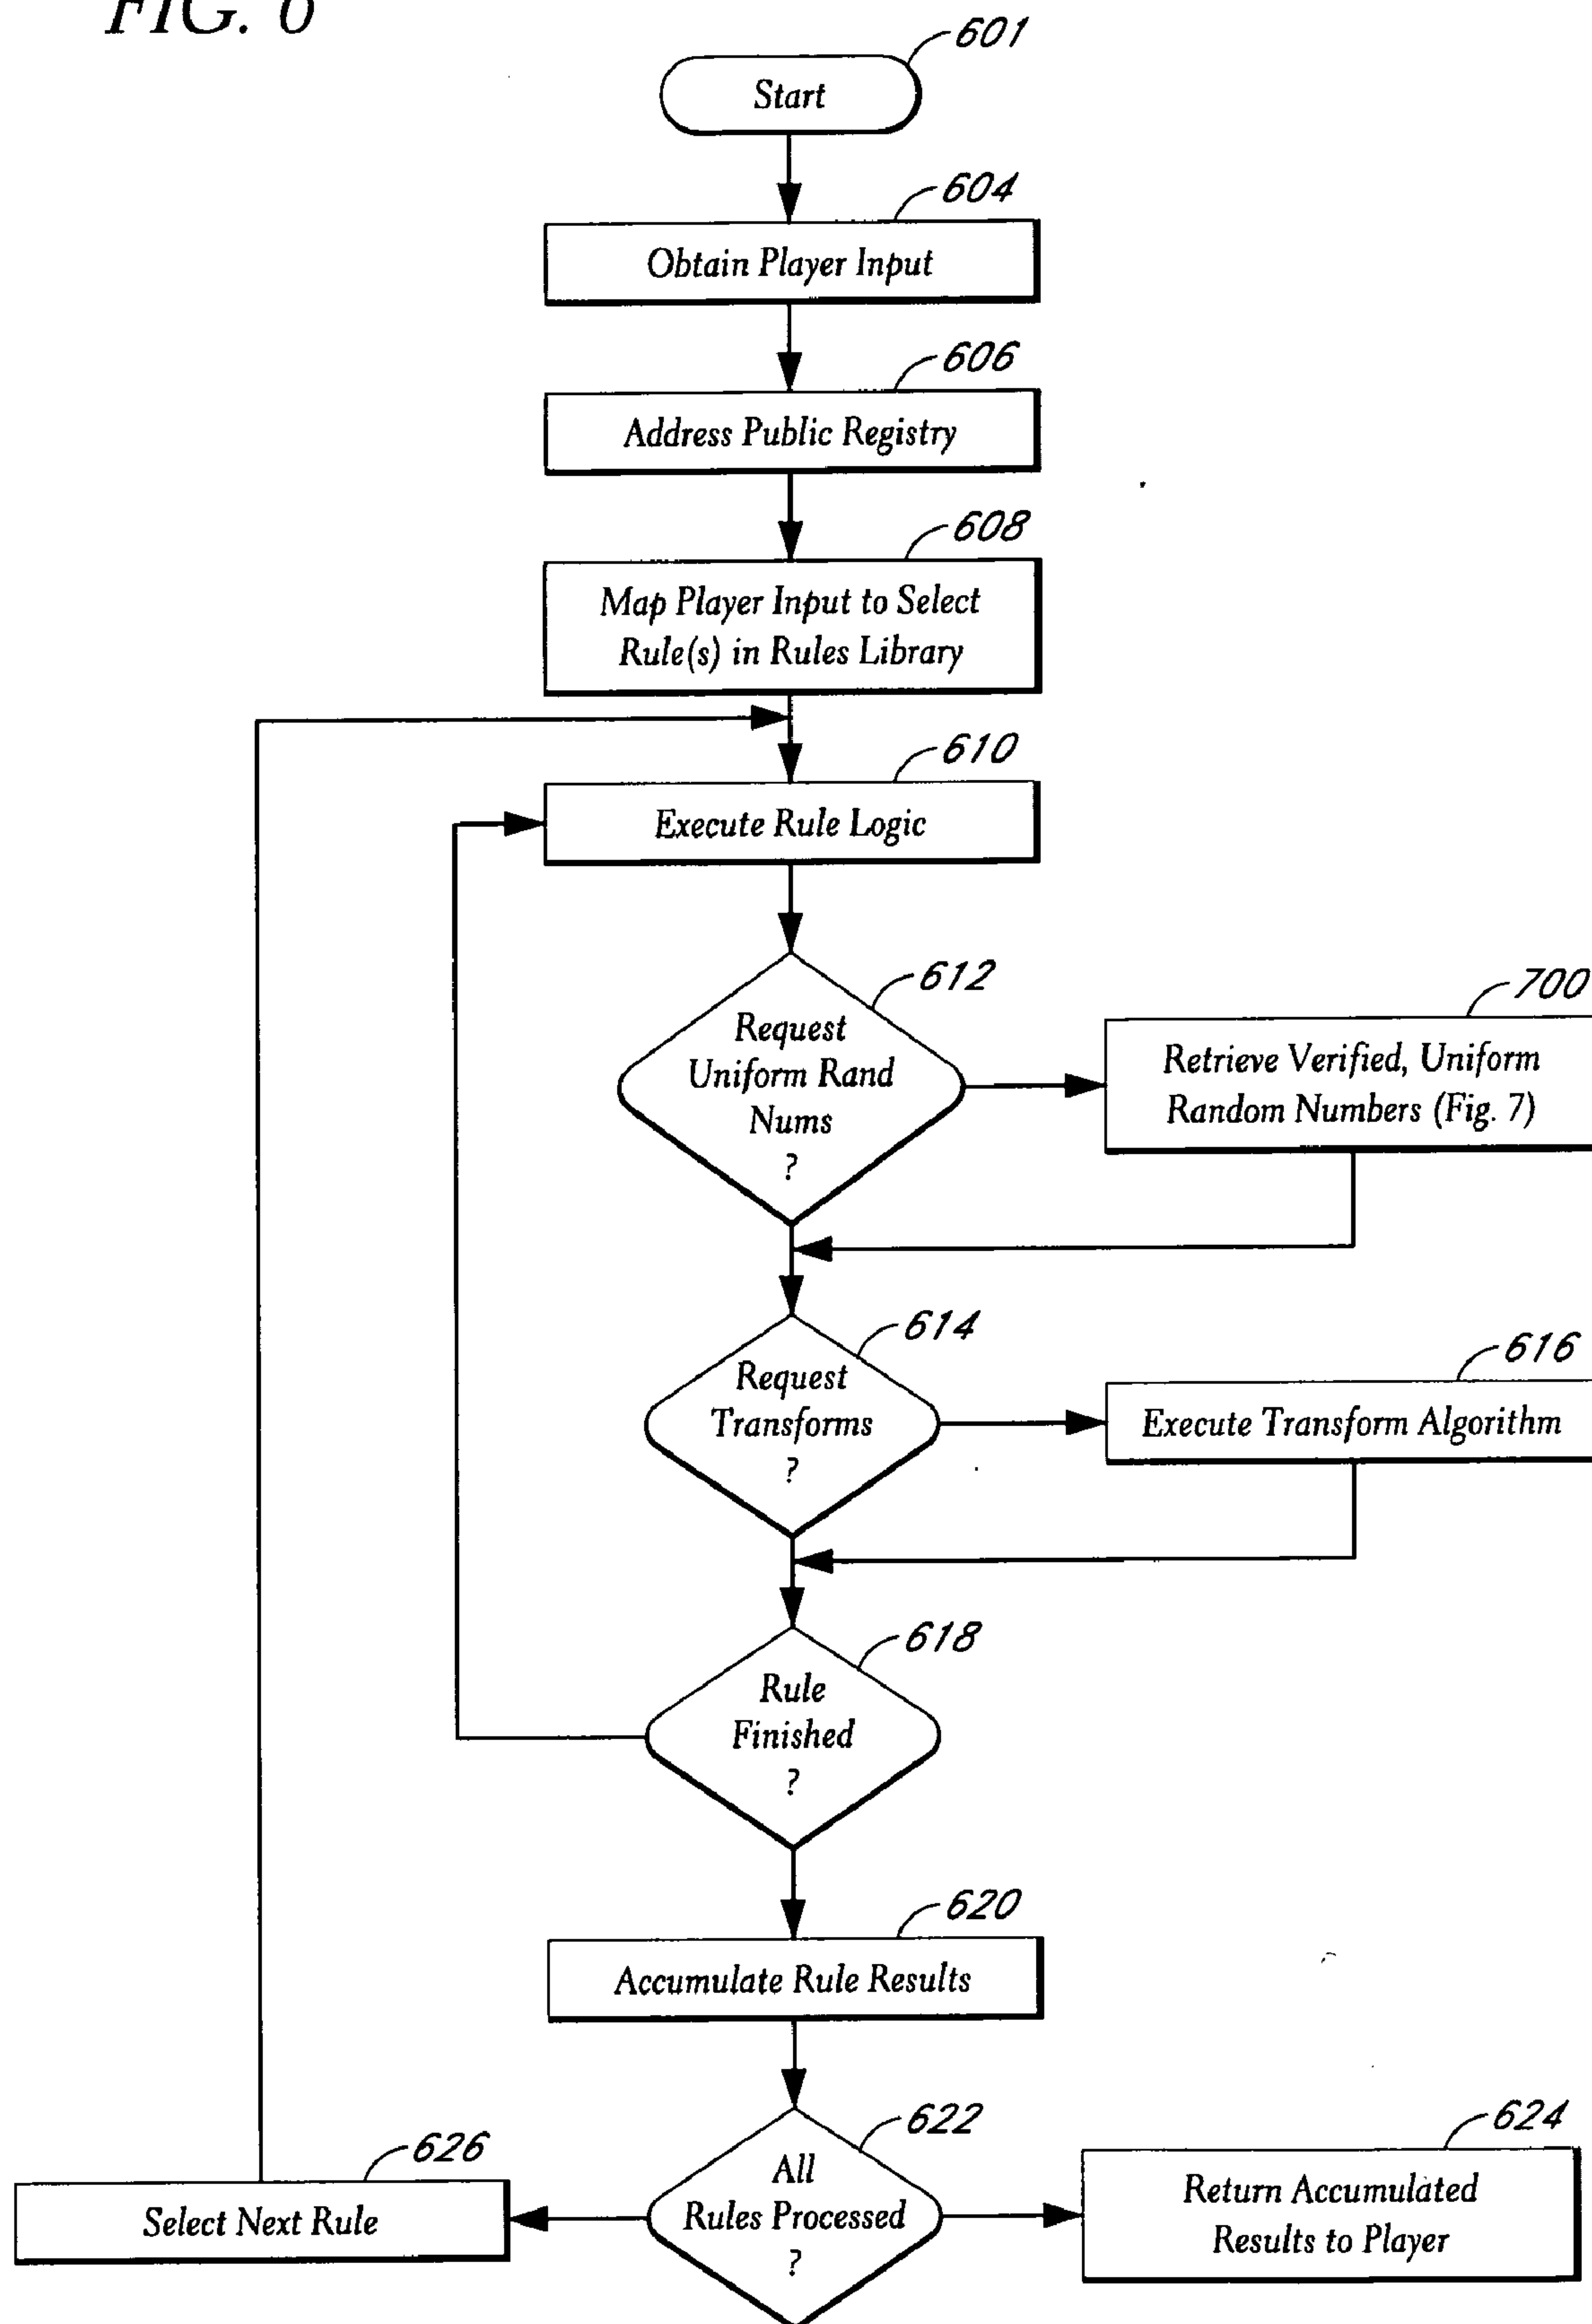 FIG. 6
601
Start
604
Obtain Player Input
606
Address Public Registry
608
Map Player Input to Select
Rule(s) in Rules Library
610
Execute Rule Logic
612
Request
Uniform Rand
Nums
?
700
Retrieve Verified, Uniform
Random Numbers (Fig. 7)
614
Request
Transforms
?
616
Execute Transform Algorithm
618
Rule
Finished
?
620
Accumulate Rule Results
622
All
Rules Processed
?
624
Return Accumulated
Results to Player
626
Select Next Rule